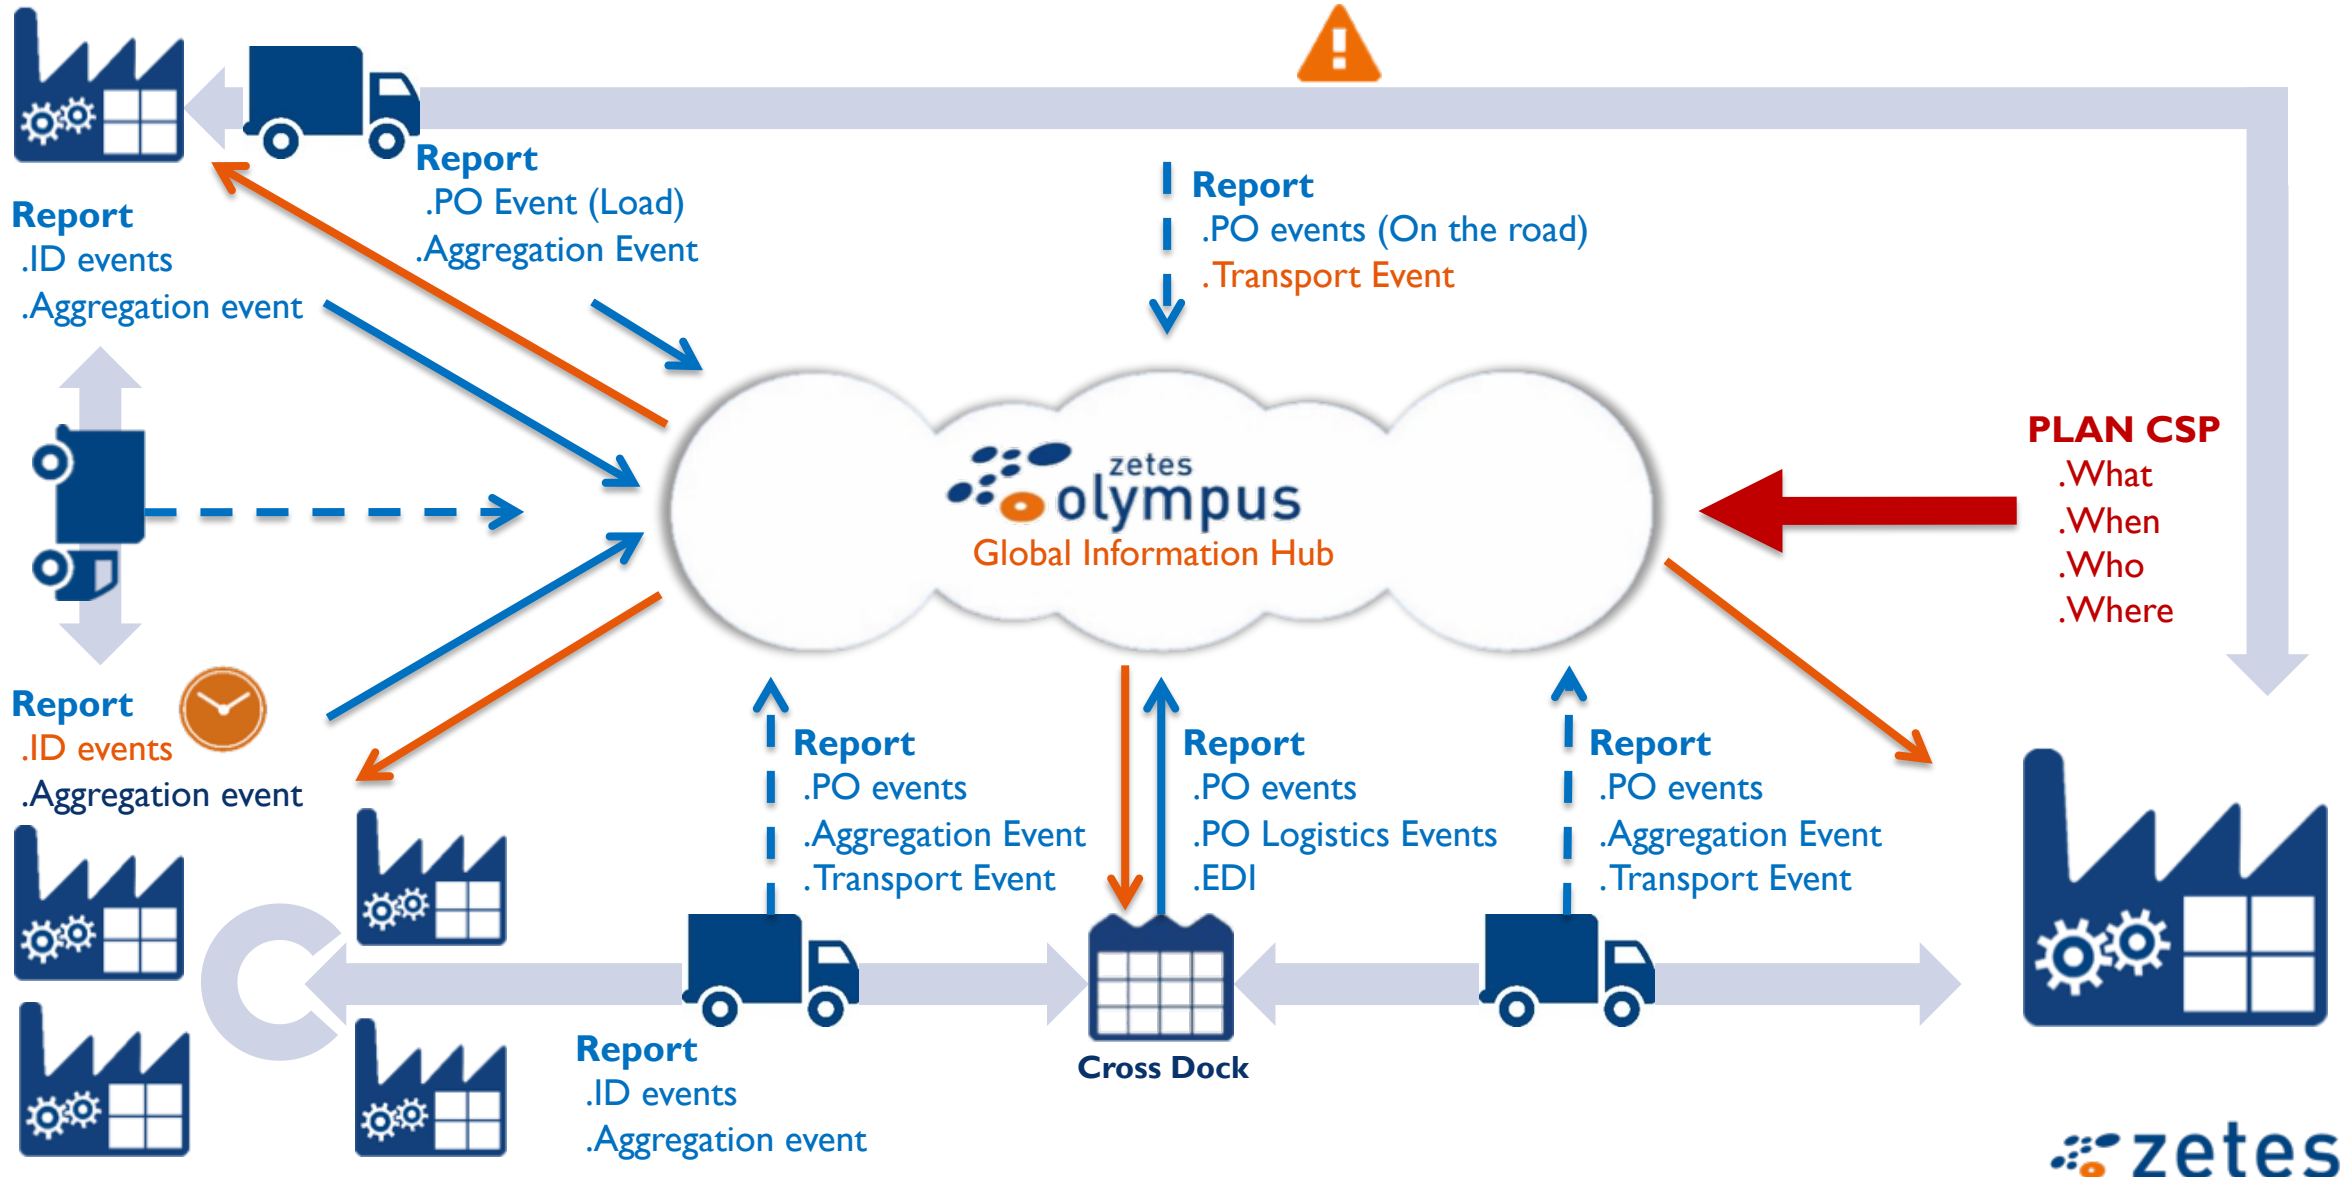 Report
.PO Event (Load)
.Aggregation Event
Report
.ID events
.Aggregation event
Report
.PO events (On the road)
.Transport Event
zetes
olympus
Global Information Hub
PLAN CSP
.What
.When
.Who
.Where
Report
.ID events
.Aggregation event
Report
.PO events
.Aggregation Event
.Transport Event
Report
.PO events
.PO Logistics Events
.EDI
Report
.PO events
.Aggregation Event
.Transport Event
Cross Dock
Report
.ID events
.Aggregation event
zetes